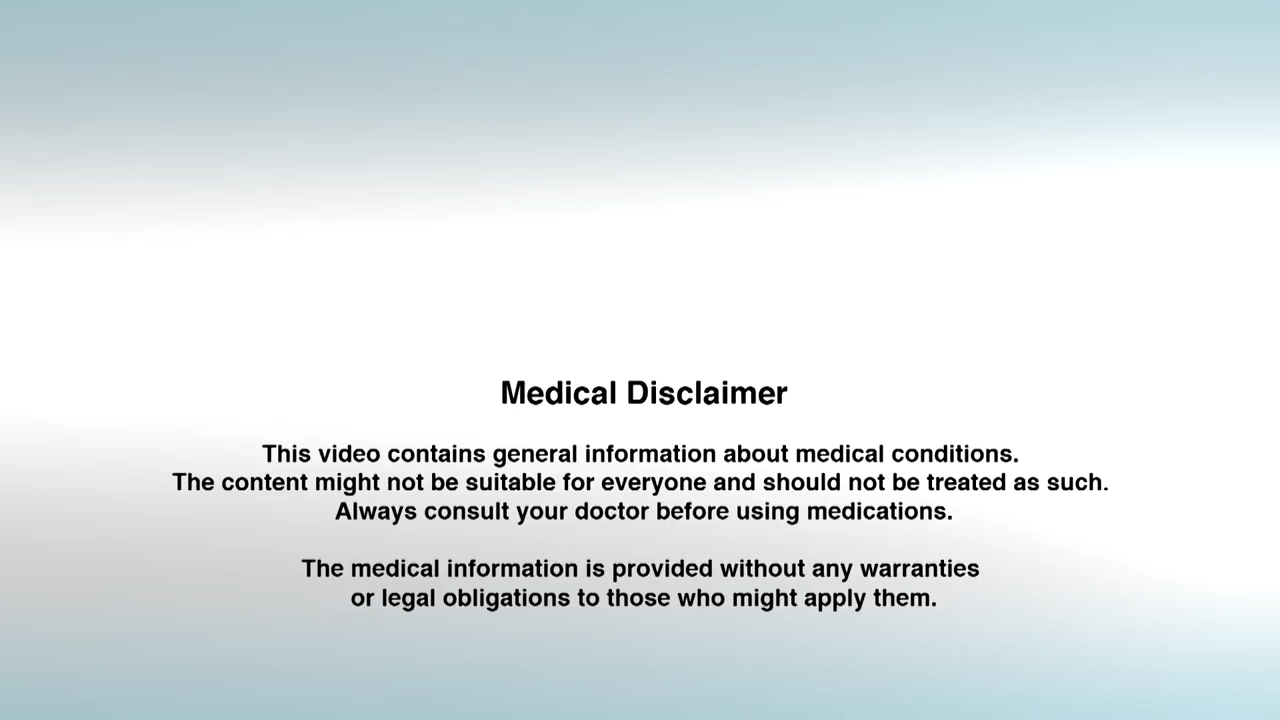 Medical Disclaimer
This video contains general information about medical conditions.
The content might not be suitable for everyone and should not be treated as such.
Always consult your doctor before using medications.
The medical information is provided without any warranties
or legal obligations to those who might apply them.